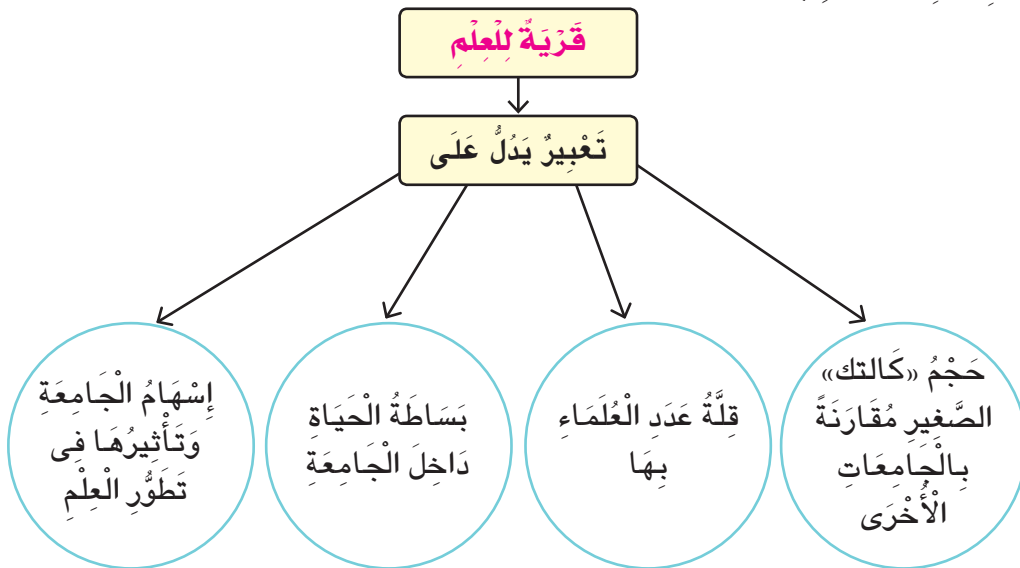 قَرْيَةٌ لِلْعِلْمِ
تَعْبِيرٌ يَدُلُّ عَلَى
حَجْمُ «كَالتك»
الصَّغِيرِ مُقَارَنَةً
بِالْجَامِعَاتِ
الْأُخْرَى
قِلَّةُ عَدَدِ الْعُلَمَاءِ
بِهَا
بَسَاطَةُ الْحَيَاةِ
دَاخِلَ الْجَامِعَةِ
إِسْهَامُ الْجَامِعَةِ
وَتَأْثِيرُهَا فِى
تَطَوُّرِ الْعِلْمِ